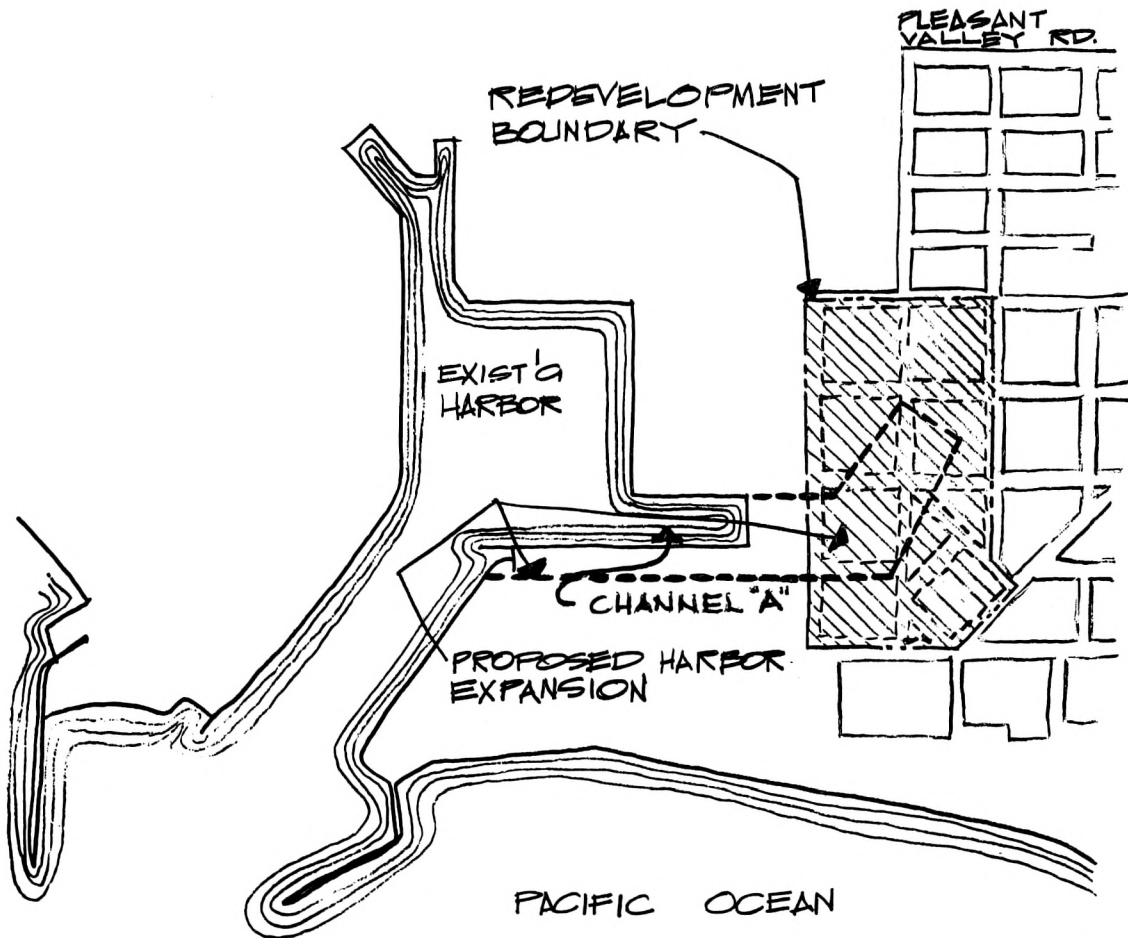 PLEASANT
VALLEY RD.
REDEVELOPMENT
BOUNDARY
EXIST'G
HARBOR
CHANNEL "A"
PROPOSED HARBOR
EXPANSION
PACIFIC OCEAN